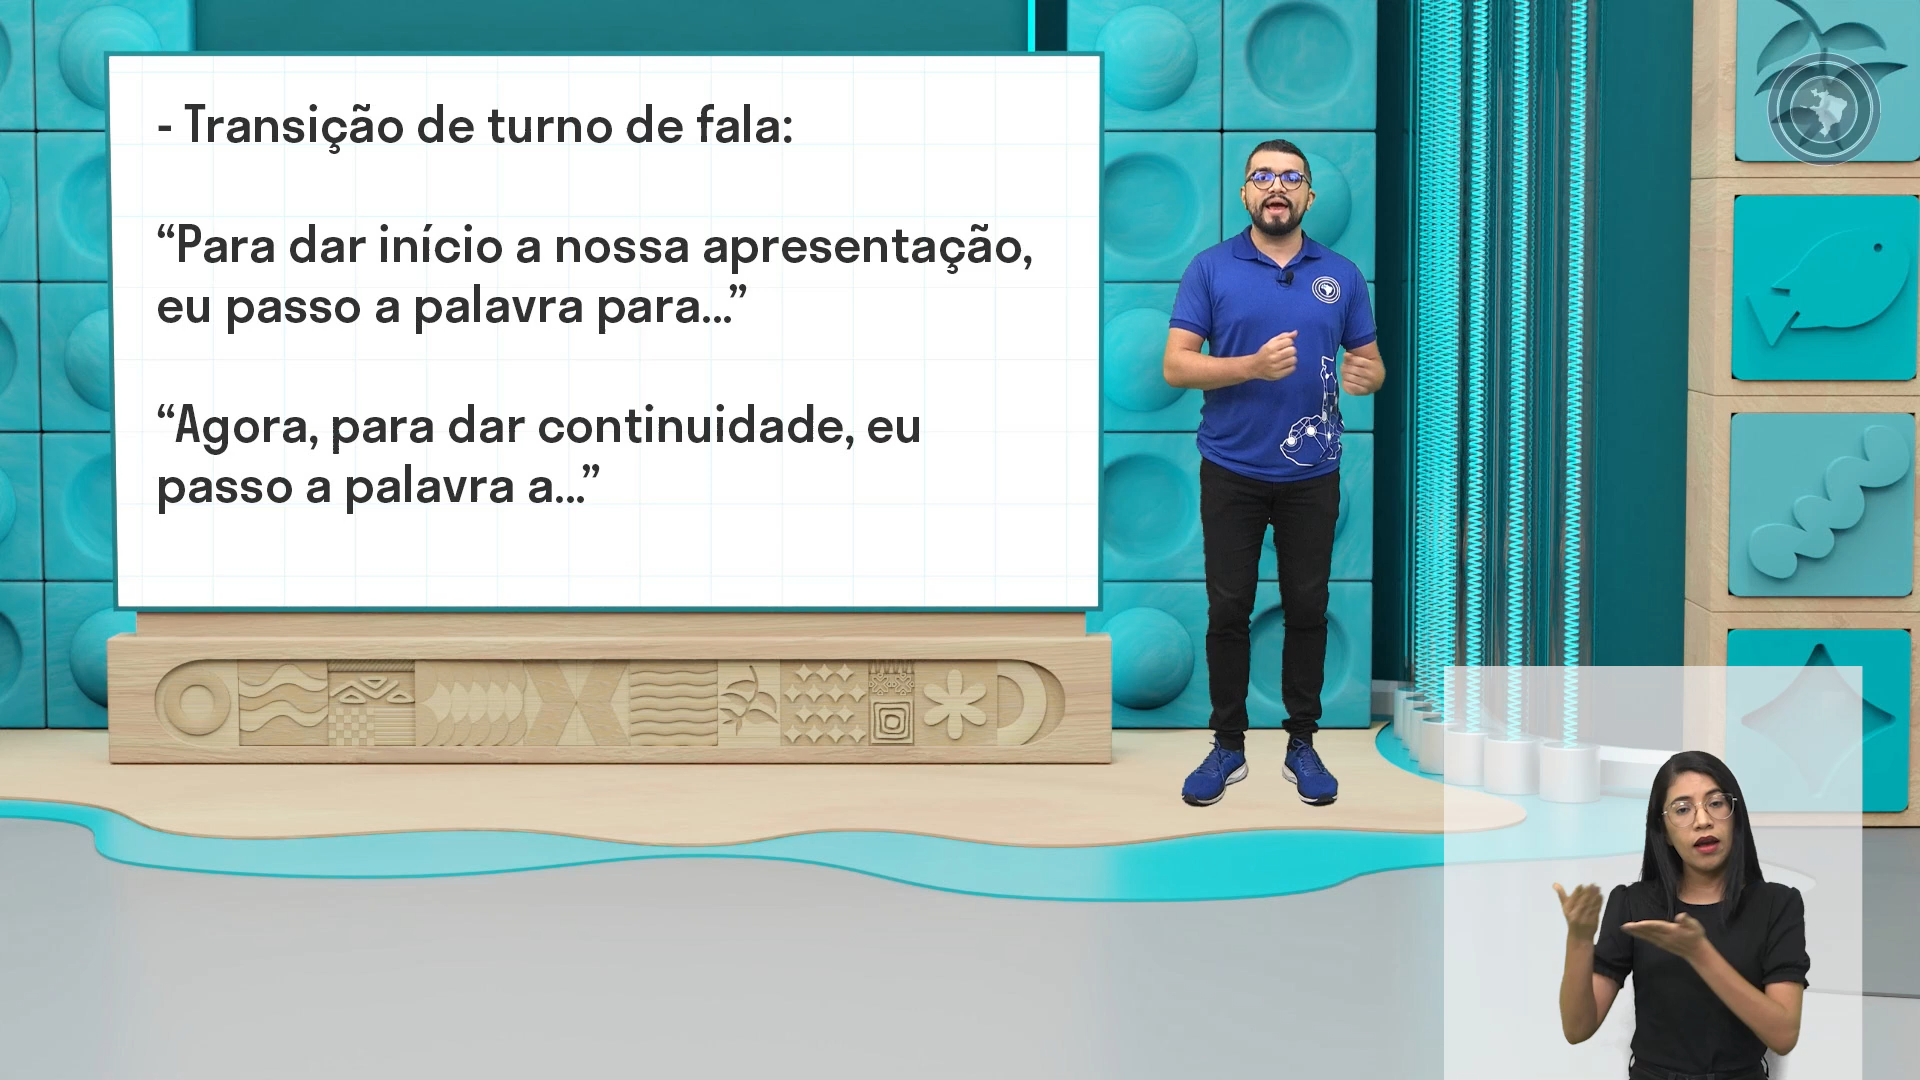 - Transição de turno de fala:
“Para dar início a nossa apresentação,
eu passo a palavra para...”
“Agora, para dar continuidade, eu
passo a palavra a...”